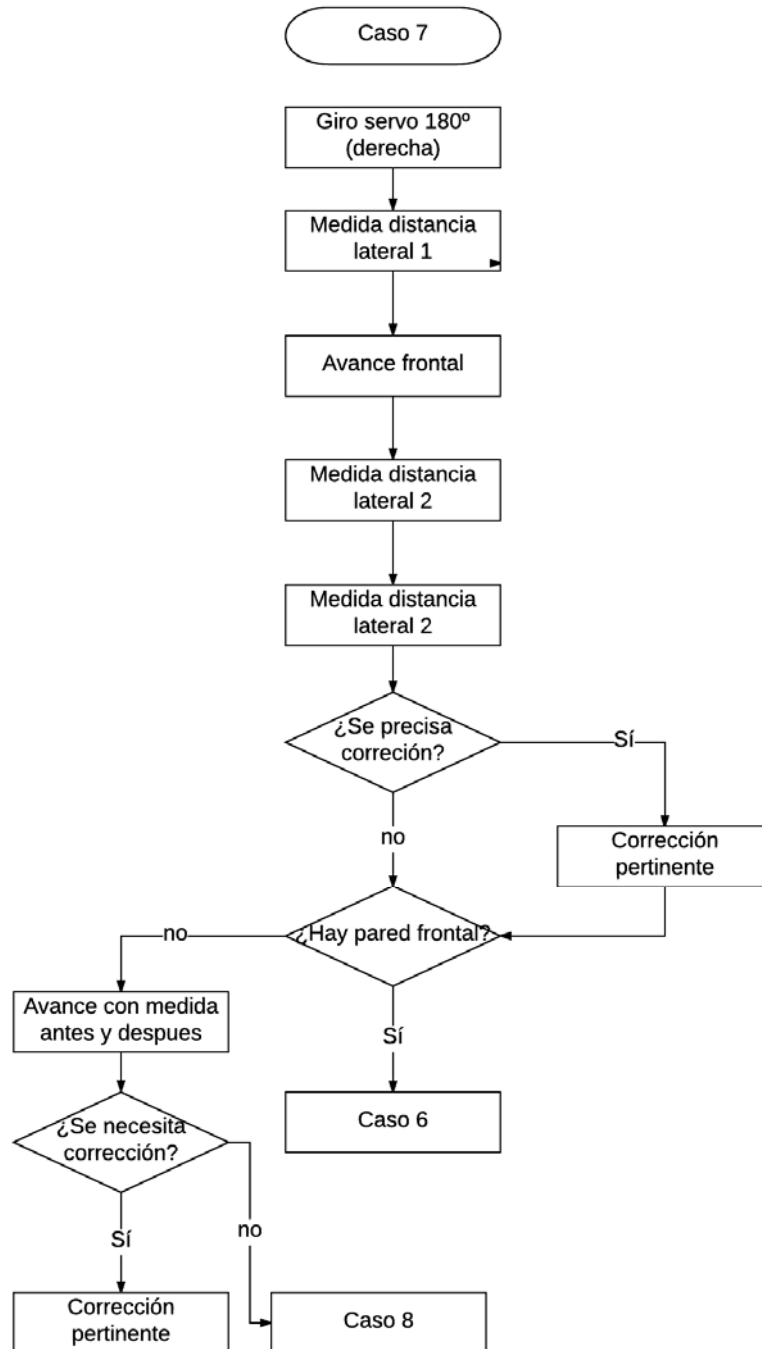 Caso 7
Giro servo 180º
(derecha)
Medida distancia
lateral 1
Avance frontal
Medida distancia
lateral 2
Medida distancia
lateral 2
¿Se precisa
correción?
Sí
no
Corrección
pertinente
¿Hay pared frontal?
no
Avance con medida
antes y despues
Sí
Caso 6
¿Se necesita
corrección?
no
Sí
Corrección
pertinente
Caso 8